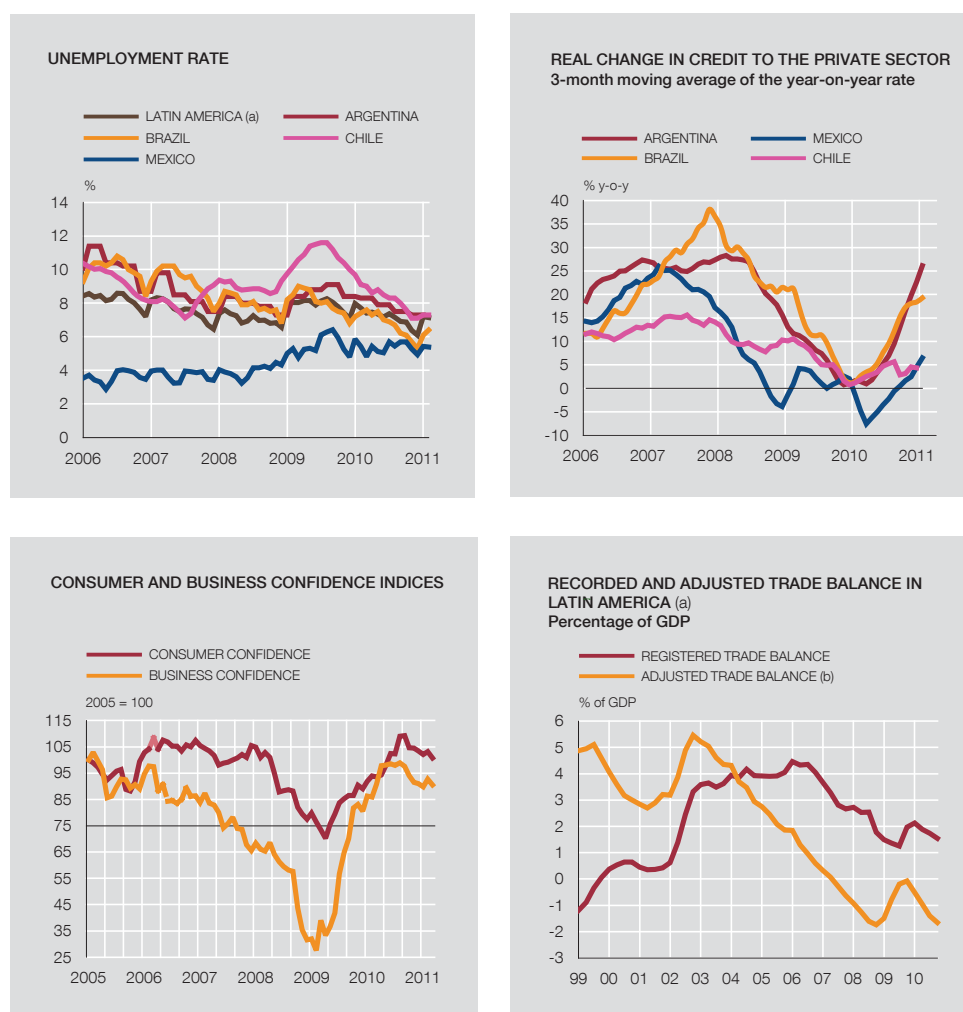 UNEMPLOYMENT RATE
LATIN AMERICA (a)
ARGENTINA
BRAZIL
CHILE
MEXICO
%
14
12
10
8
6
4
2
0
2006 2007 2008 2009 2010 2011
REAL CHANGE IN CREDIT TO THE PRIVATE SECTOR
3-month moving average of the year-on-year rate
ARGENTINA
MEXICO
BRAZIL
CHILE
% y-o-y
40
35
30
25
20
15
10
5
0
-5
-10
2006 2007 2008 2009 2010 2011
CONSUMER AND BUSINESS CONFIDENCE INDICES
CONSUMER CONFIDENCE
BUSINESS CONFIDENCE
2005 = 100
115
105
95
85
75
65
55
45
35
25
2005 2006 2007 2008 2009 2010 2011
RECORDED AND ADJUSTED TRADE BALANCE IN
LATIN AMERICA (a)
Percentage of GDP
REGISTERED TRADE BALANCE
ADJUSTED TRADE BALANCE (b)
% of GDP
6
5
4
3
2
1
0
-1
-2
-3
99 00 01 02 03 04 05 06 07 08 09 10